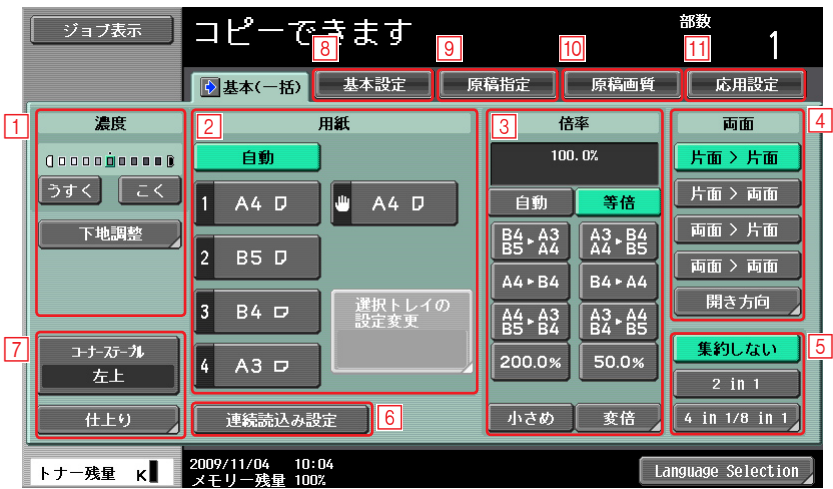 ジョブ表示
コピーできます
部数
1
8
9
10
11
基本(一括)
基本設定
原稿指定
原稿画質
応用設定
1
濃度
うすく
こく
下地調整
2
用紙
自動
1 A4
A4
2 B5
3 B4
4 A3
選択トレイの
設定変更
3
倍率
100.0%
自動
等倍
B4▸A3
B5▸A4
A3▸B4
A4▸B5
A4▸B4
B4▸A4
A4▸A3
B5▸B4
A3▸A4
B4▸B5
200.0%
50.0%
小さめ
変倍
4
両面
片面 > 片面
片面 > 両面
両面 > 片面
両面 > 両面
開き方向
5
集約しない
2 in 1
4 in 1/8 in 1
7
コーナーステープル
左上
仕上り
連続読込み設定
6
トナー残量 K
2009/11/04 10:04
メモリー残量 100%
Language Selection